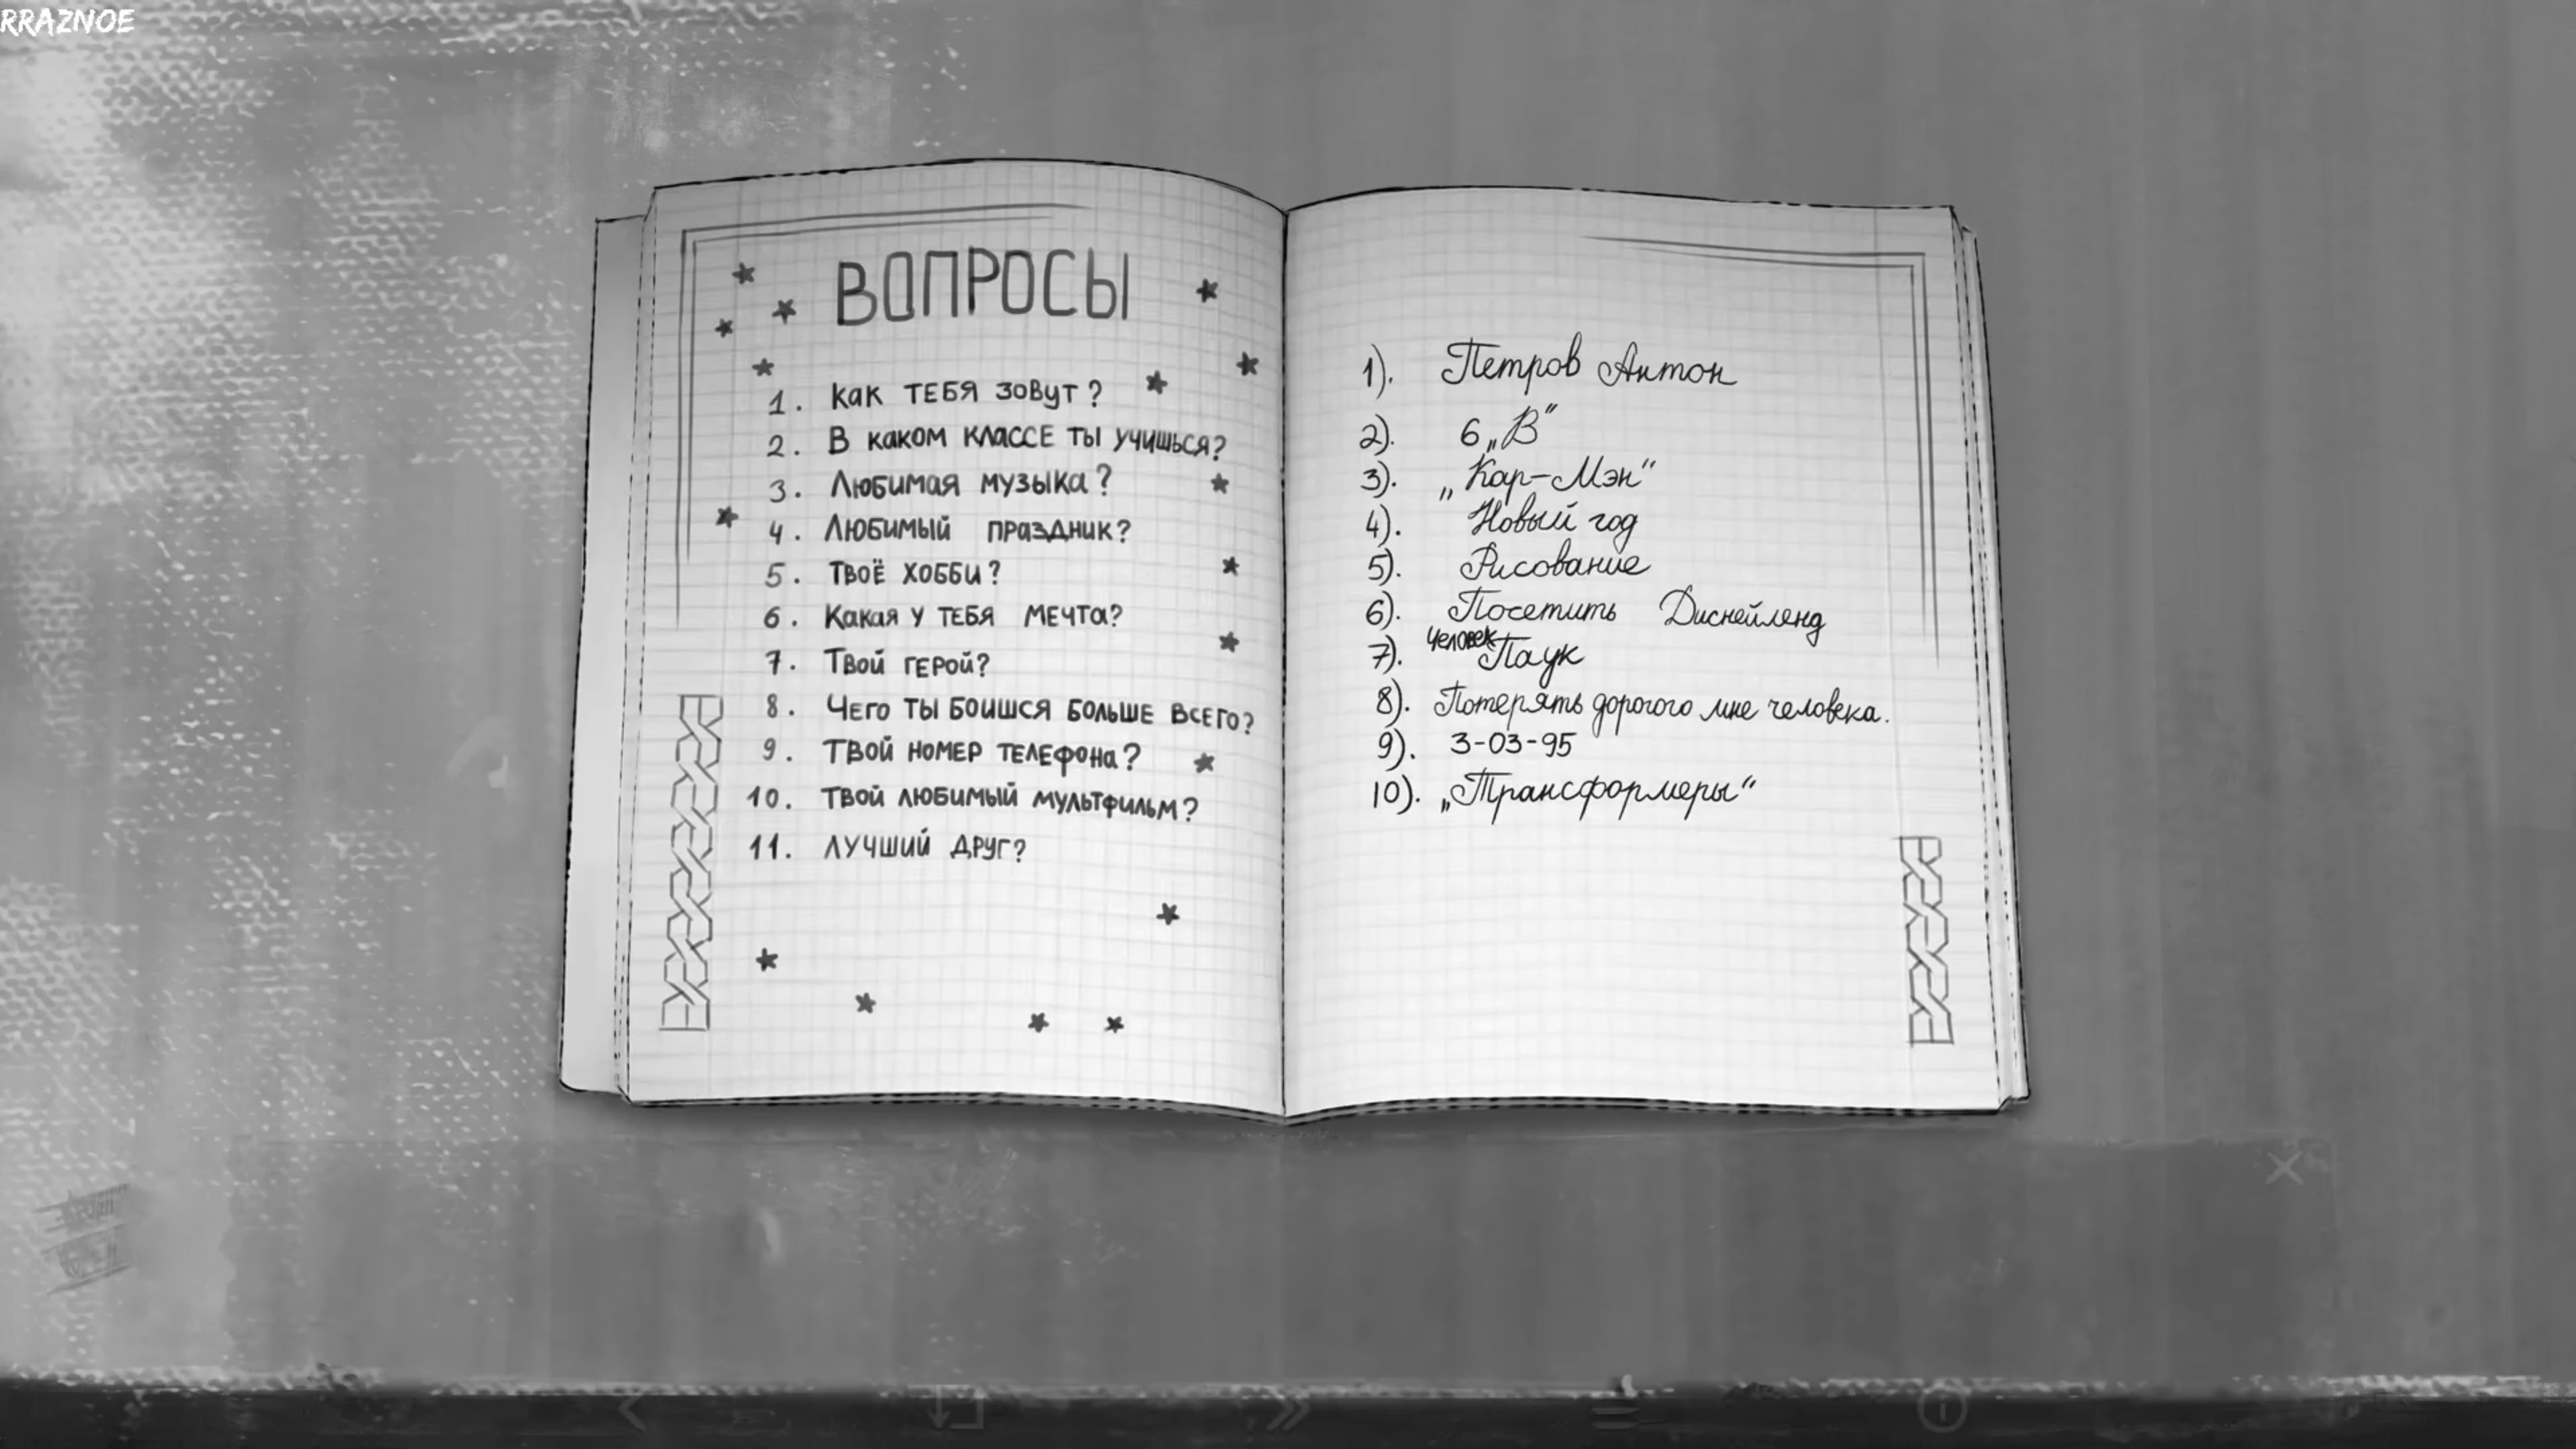 RRAZNOE
ВОПРОСЫ
1. Как тебя зовут?
2. В каком классе ты учишься?
3. Любимая музыка?
4. Любимый праздник?
5. Твоё хобби?
6. Какая у тебя мечта?
7. Твой герой?
8. Чего ты боишся больше всего?
9. Твой номер телефона?
10. Твой любимый мультфильм?
11. Лучший друг?
1). Петров Антон
2). 6 „В“
3). „Кар-Мэн“
4). Новый год
5). Рисование
6). Посетить Диснейленд
7). Человек Паук
8). Потерять дорогого мне человека.
9). 3-03-95
10). „Трансформеры“